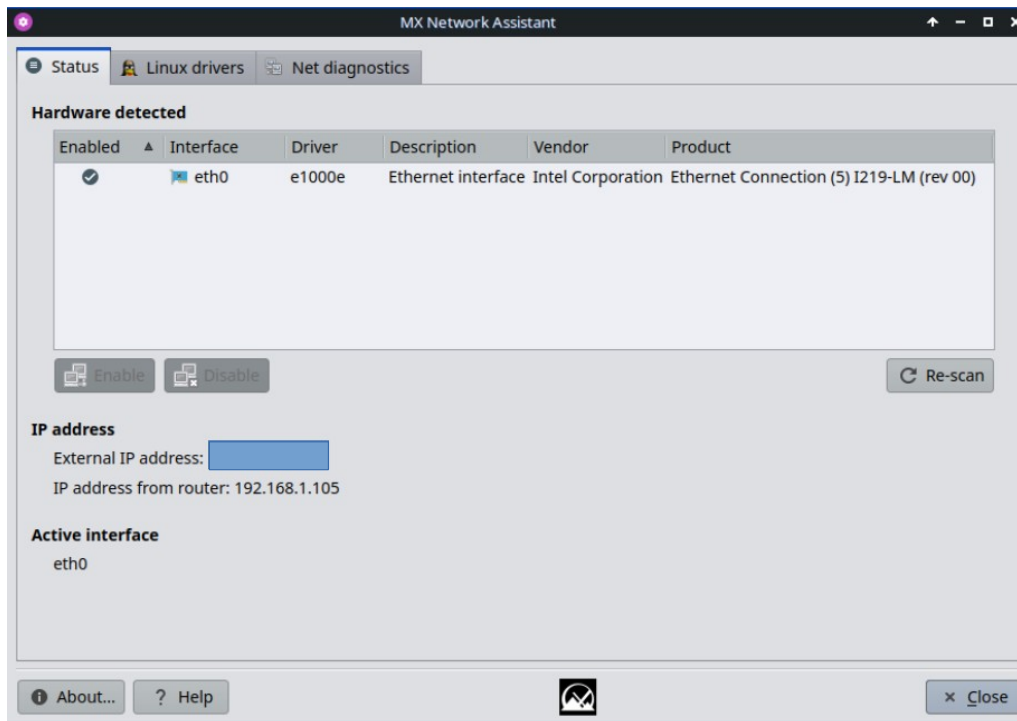 MX Network Assistant
Status Linux drivers Net diagnostics
Hardware detected
Enabled Interface Driver Description Vendor Product
eth0 e1000e Ethernet interface Intel Corporation Ethernet Connection (5) I219-LM (rev 00)
Enable Disable Re-scan
IP address
External IP address:
IP address from router: 192.168.1.105
Active interface
eth0
About... ? Help Close